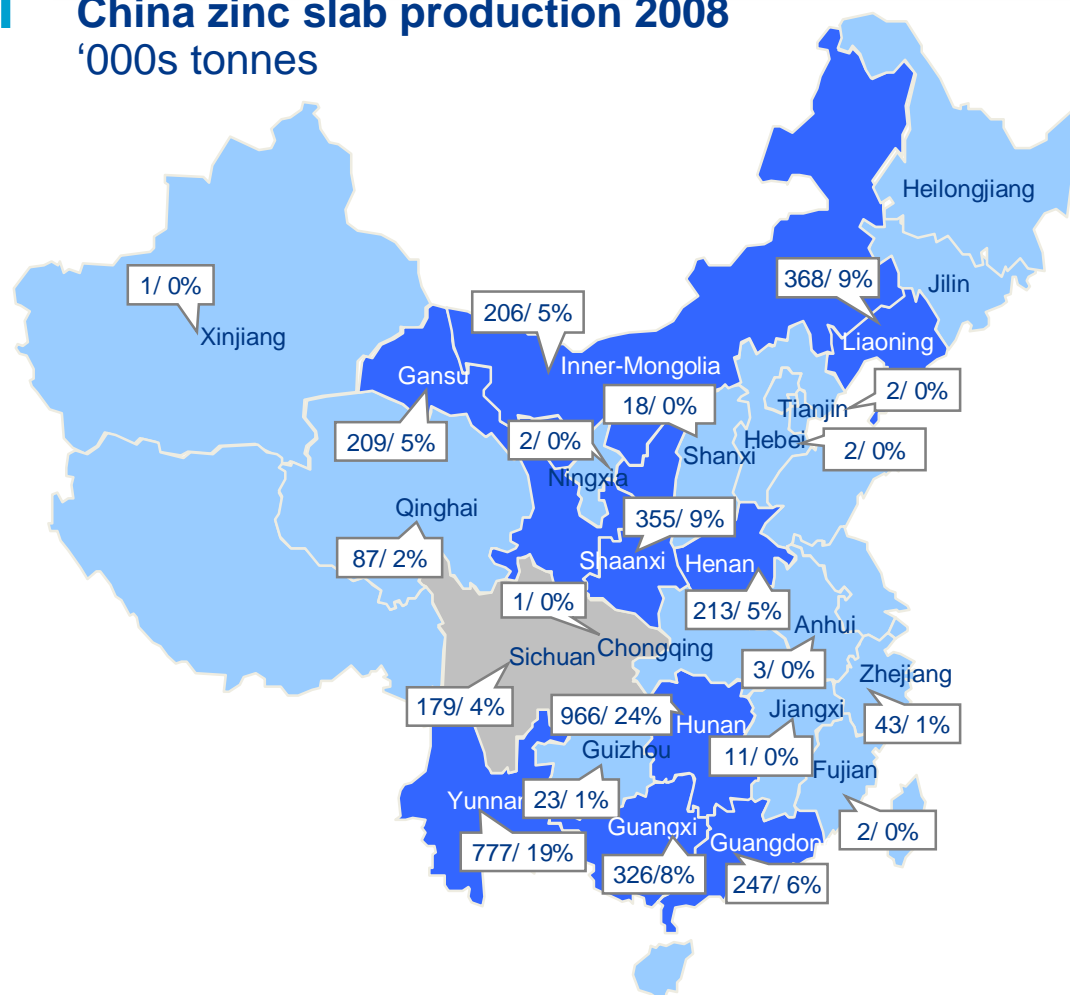 China zinc slab production 2008
‘000s tonnes
Heilongjiang
1/ 0%
368/ 9%
Jilin
206/ 5%
Xinjiang
Liaoning
Inner-Mongolia
Gansu
2/ 0%
18/ 0%
Tianjin
209/ 5%
2/ 0%
Hebei
2/ 0%
Shanxi
Ningxia
Qinghai
355/ 9%
87/ 2%
Shaanxi
Henan
1/ 0%
213/ 5%
Anhui
Chongqing
Sichuan
3/ 0%
Zhejiang
179/ 4%
966/ 24%
Hunan
Jiangxi
43/ 1%
Guizhou
11/ 0%
Fujian
Yunnan
23/ 1%
Guangxi
2/ 0%
Guangdon
777/ 19%
326/8%
247/ 6%